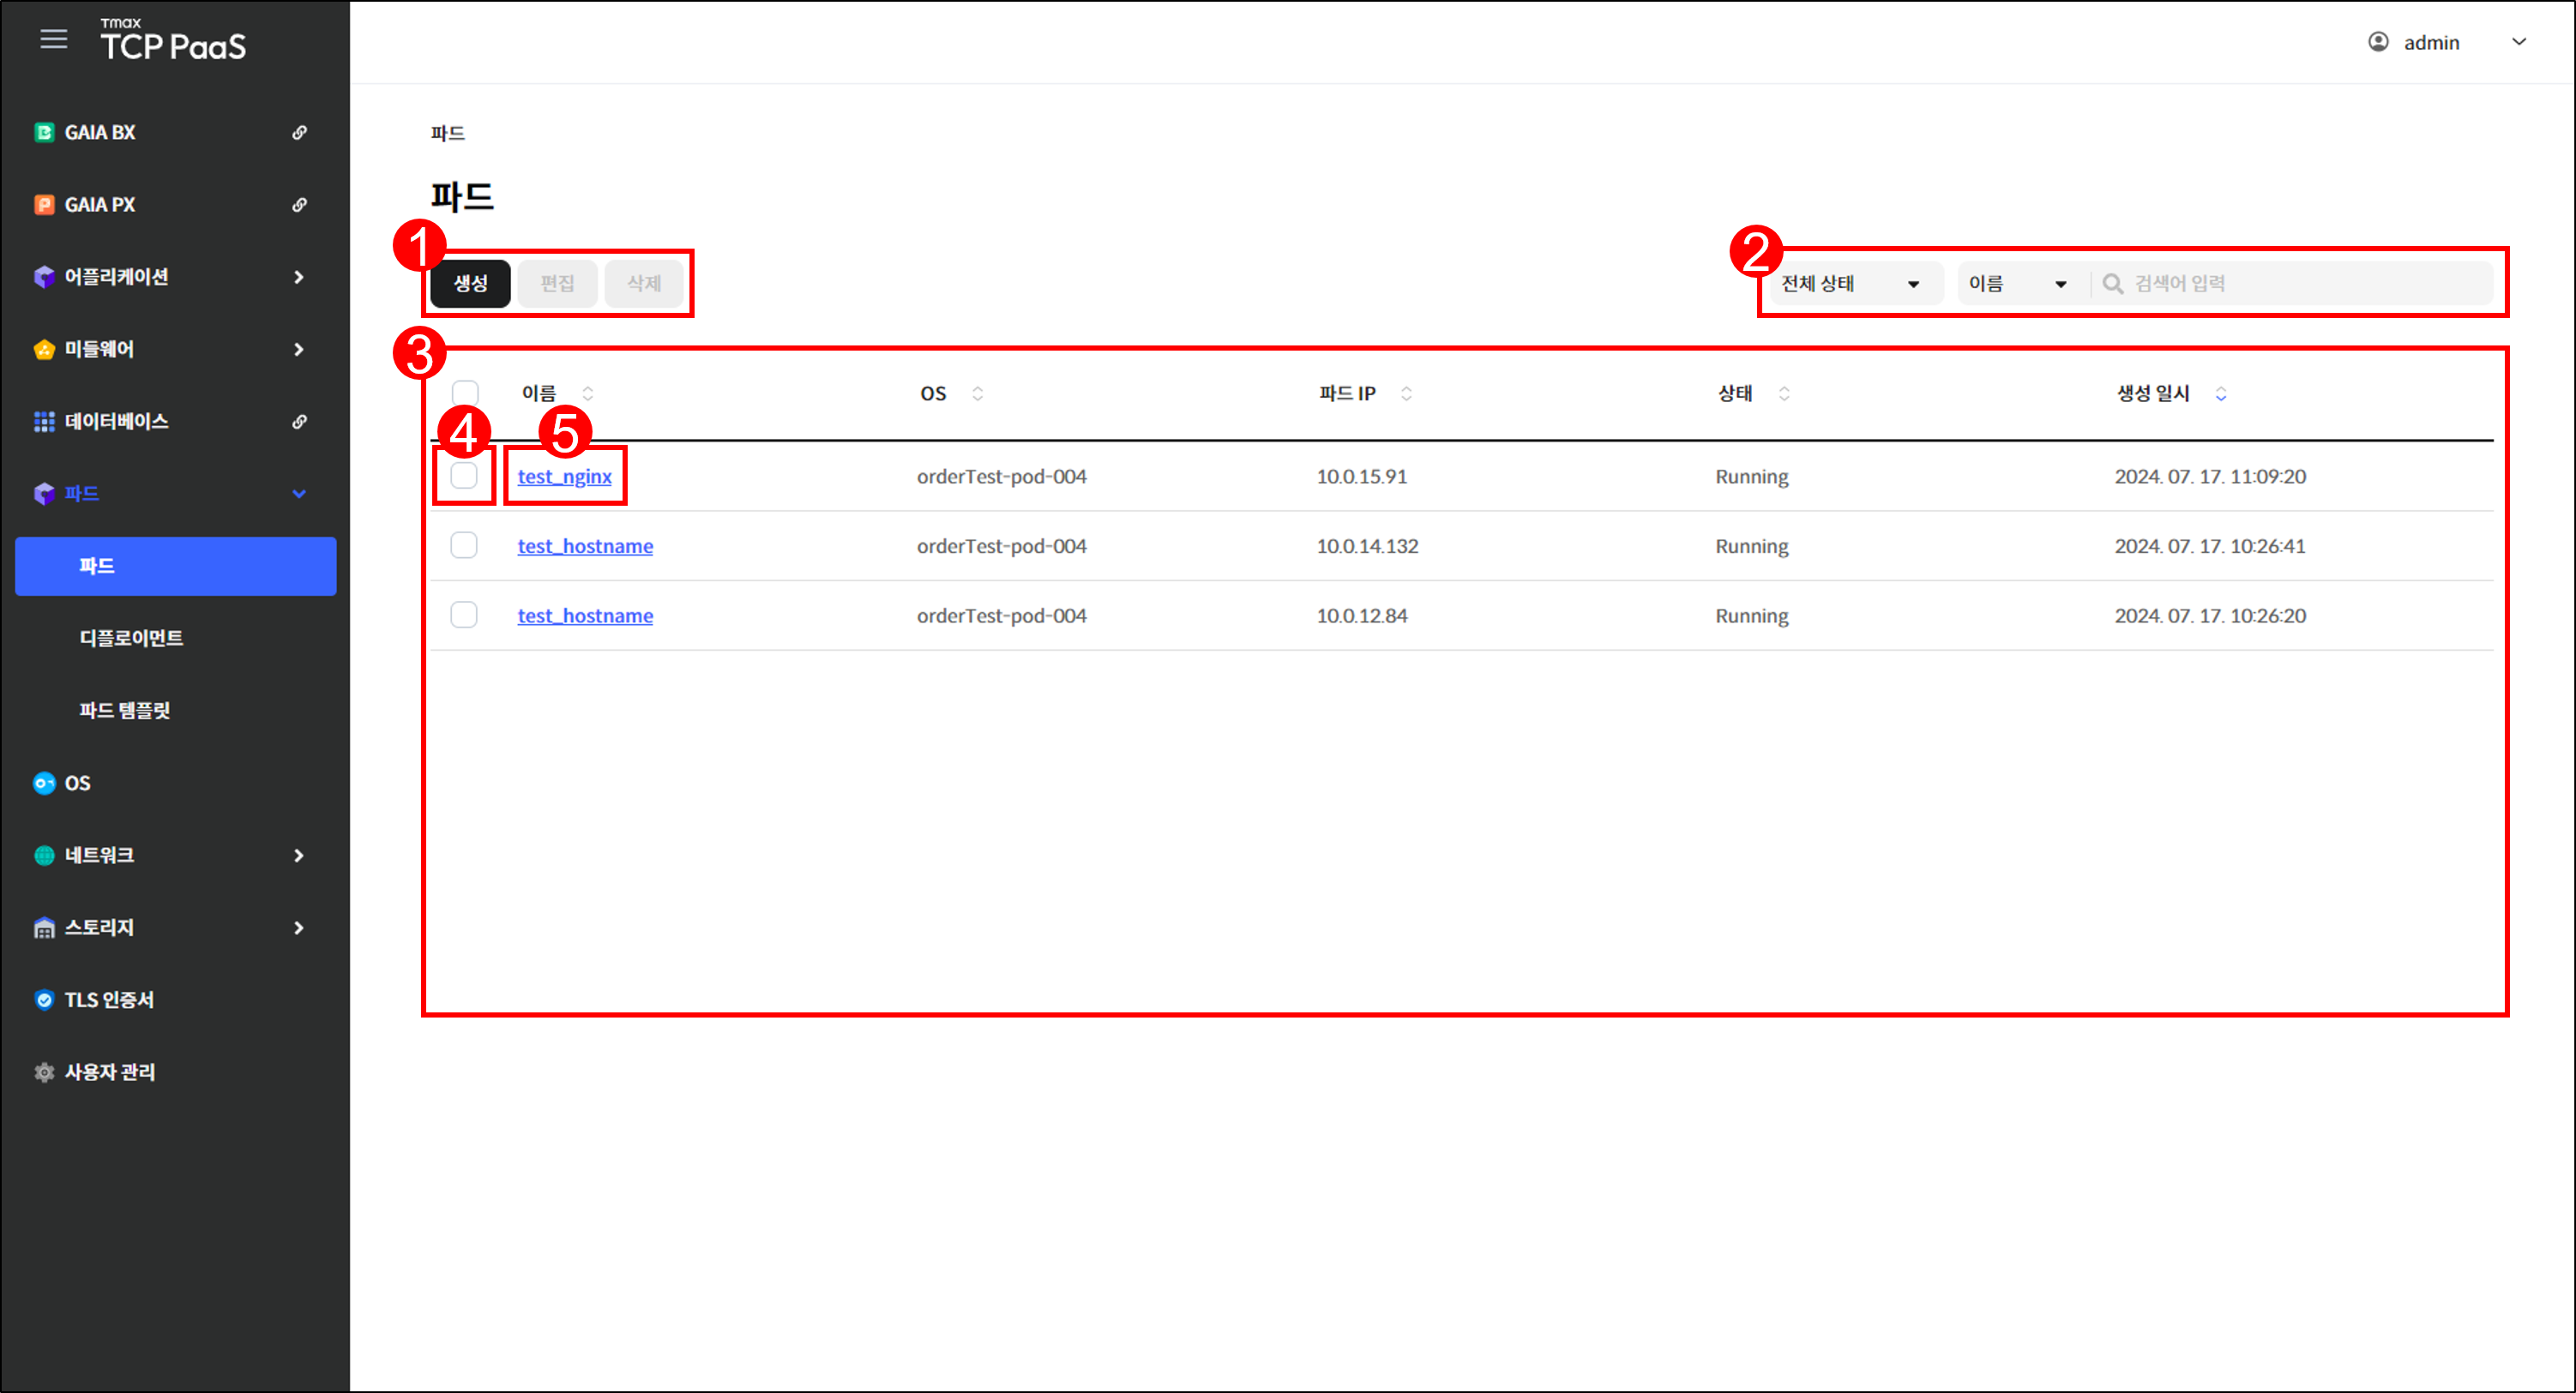 Tmax
TCP PaaS
admin
GAIA BX
GAIA PX
어플리케이션
미들웨어
데이터베이스
파드
파드
디플로이먼트
파드 템플릿
OS
네트워크
스토리지
TLS 인증서
사용자 관리
파드
파드
1
생성 편집 삭제
2
전체 상태 이름 검색어 입력
3
이름 OS 파드 IP 상태 생성 일시
4 5
test_nginx orderTest-pod-004 10.0.15.91 Running 2024. 07. 17. 11:09:20
test_hostname orderTest-pod-004 10.0.14.132 Running 2024. 07. 17. 10:26:41
test_hostname orderTest-pod-004 10.0.12.84 Running 2024. 07. 17. 10:26:20